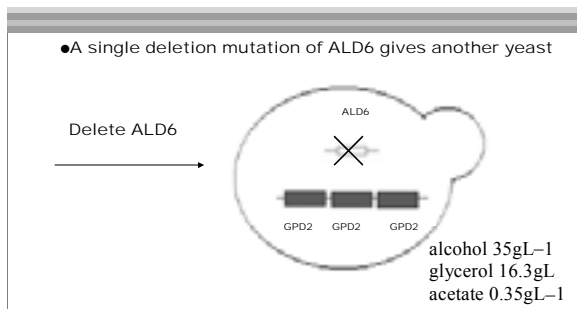 ●A single deletion mutation of ALD6 gives another yeast
ALD6
Delete ALD6
GPD2 GPD2 GPD2
alcohol 35gL–1
glycerol 16.3gL
acetate 0.35gL–1